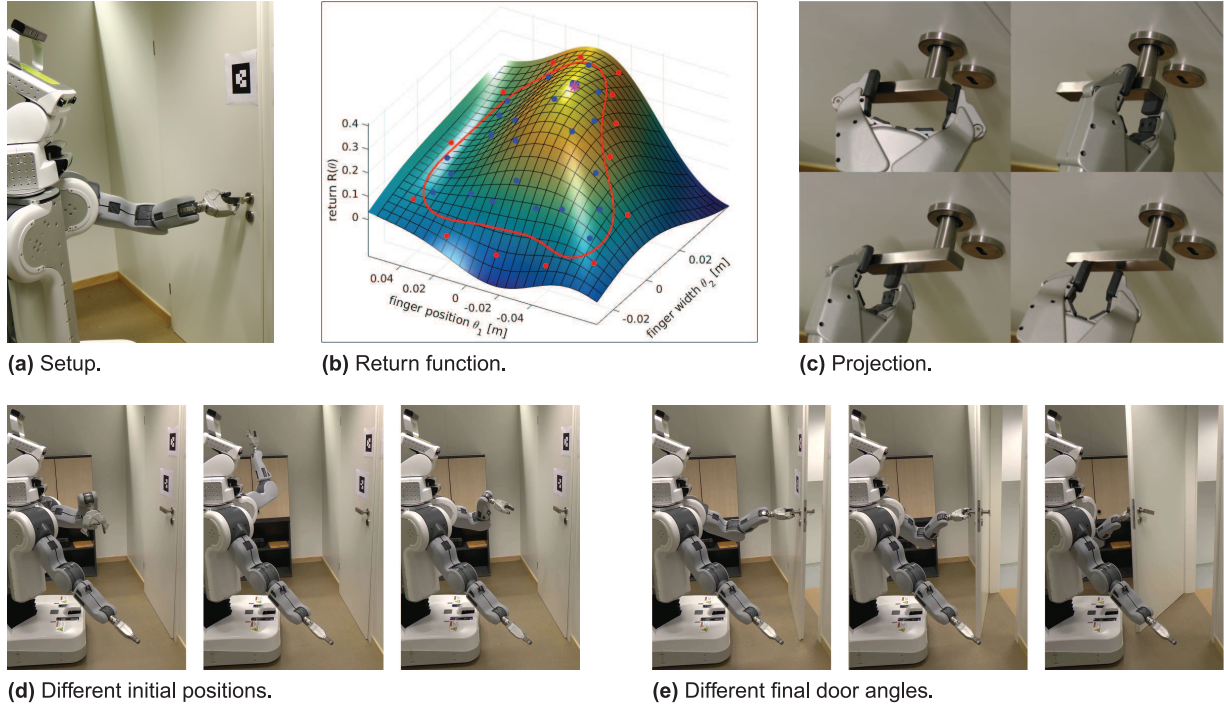 0.4
0.3
0.2
0.1
0
return R(θ)
0.04
0.02
0
-0.02
-0.04
finger position θ₁ [m]
0.02
0
-0.02
finger width θ₂ [m]
(a) Setup.
(b) Return function.
(c) Projection.
(d) Different initial positions.
(e) Different final door angles.